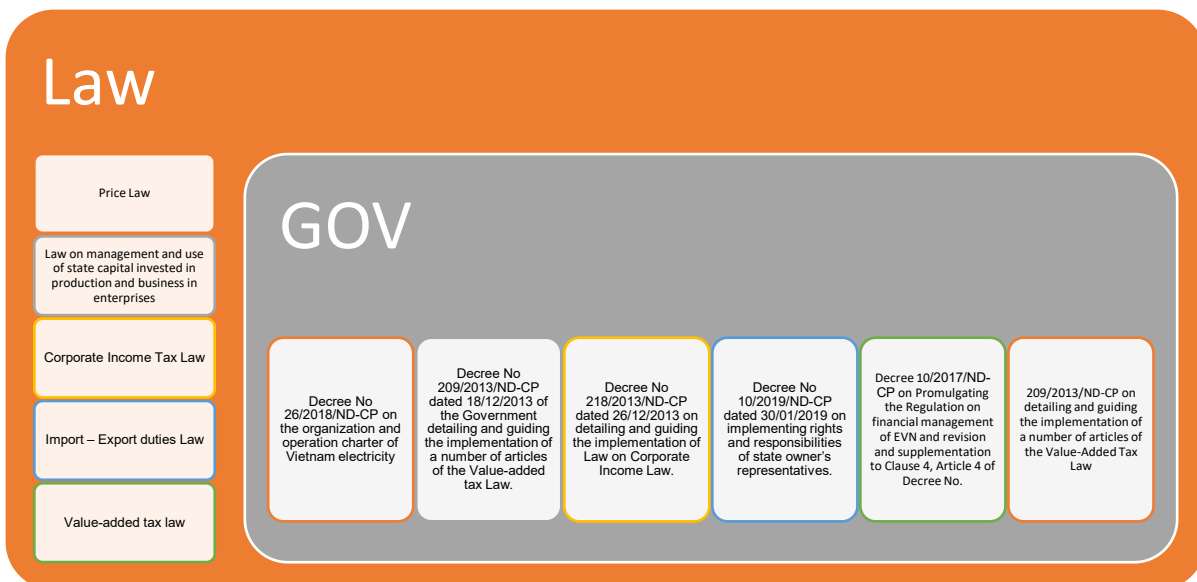 Law
Price Law
Law on management and use
of state capital invested in
production and business in
enterprises
Corporate Income Tax Law
Import – Export duties Law
Value-added tax law
GOV
Decree No
26/2018/ND-CP on
the organization and
operation charter of
Vietnam electricity
Decree No
209/2013/ND-CP
dated 18/12/2013 of
the Government
detailing and guiding
the implementation of
a number of articles
of the Value-added
tax Law.
Decree No
218/2013/ND-CP
dated 26/12/2013 on
detailing and guiding
the implementation of
Law on Corporate
Income Law.
Decree No
10/2019/ND-CP
dated 30/01/2019 on
implementing rights
and responsibilities
of state owner's
representatives.
Decree 10/2017/ND-
CP on Promulgating
the Regulation on
financial management
of EVN and revision
and supplementation
to Clause 4, Article 4 of
Decree No.
209/2013/ND-CP on
detailing and guiding
the implementation of
a number of articles of
the Value-Added Tax
Law